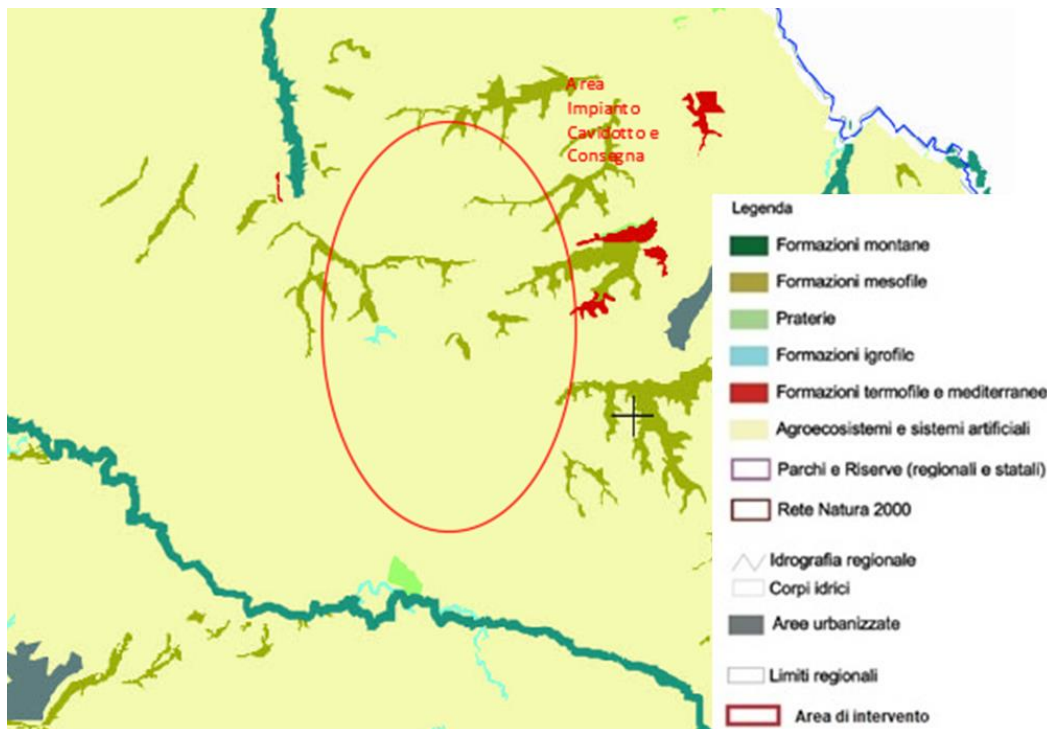 Area
Impianto
Cavidotto e
Consegna
Legenda
Formazioni montane
Formazioni mesofile
Praterie
Formazioni igrofile
Formazioni termofile e mediterranee
Agroecosistemi e sistemi artificiali
Parchi e Riserve (regionali e statali)
Rete Natura 2000
Idrografia regionale
Corpi idrici
Aree urbanizzate
Limiti regionali
Area di intervento